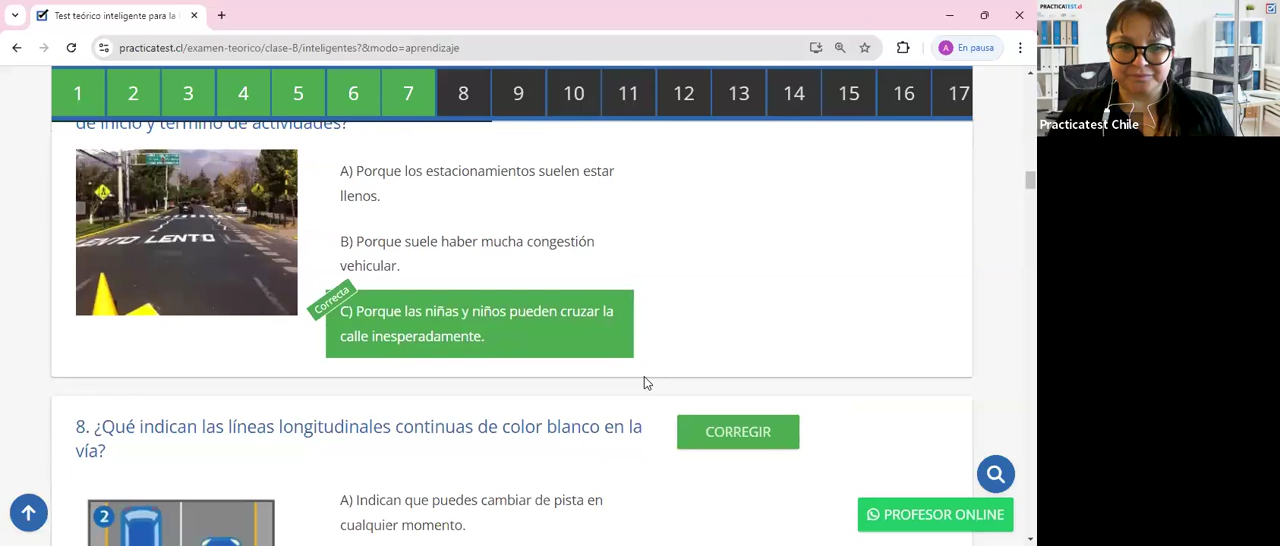 Test teórico inteligente para la
practicatest.cl/examen-teorico/clase-B/inteligentes?&modo=aprendizaje
A
En pausa
PRACTICATEST.cl
Practicatest Chile
1 2 3 4 5 6 7 8 9 10 11 12 13 14 15 16 17
de inicio y término de actividades?
LENTO LENTO
A) Porque los estacionamientos suelen estar
llenos.
B) Porque suele haber mucha congestión
vehicular.
Correcta
C) Porque las niñas y niños pueden cruzar la
calle inesperadamente.
8. ¿Qué indican las líneas longitudinales continuas de color blanco en la
vía?
CORREGIR
2
A) Indican que puedes cambiar de pista en
cualquier momento.
PROFESOR ONLINE